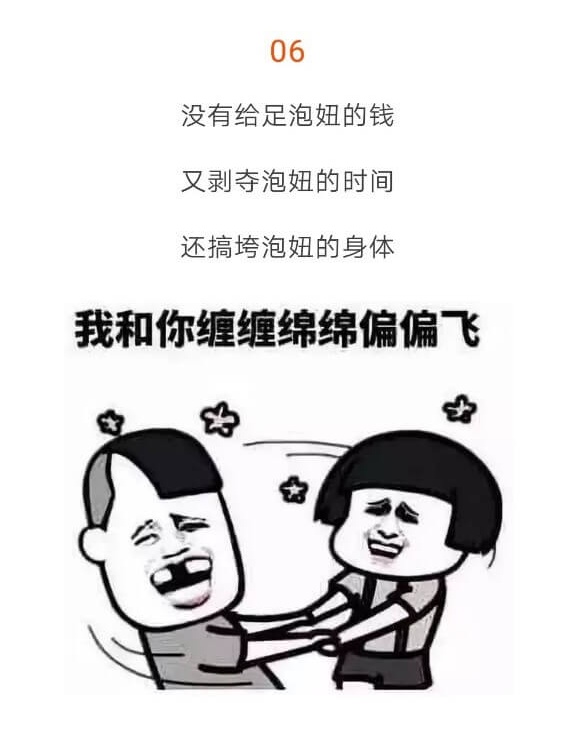 06
没有给足泡妞的钱
又剥夺泡妞的时间
还搞垮泡妞的身体
我和你缠缠绵绵偏偏飞